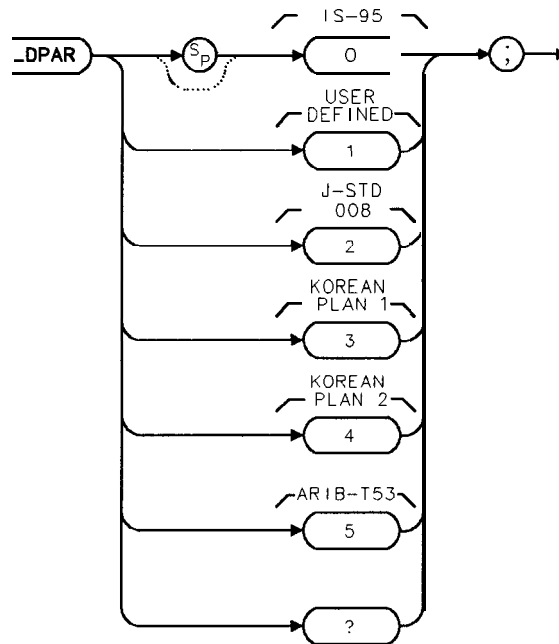 IS-95
_DPAR SP 0 ;
USER
DEFINED
1
J-STD
008
2
KOREAN
PLAN 1
3
KOREAN
PLAN 2
4
ARIB-T53
5
?